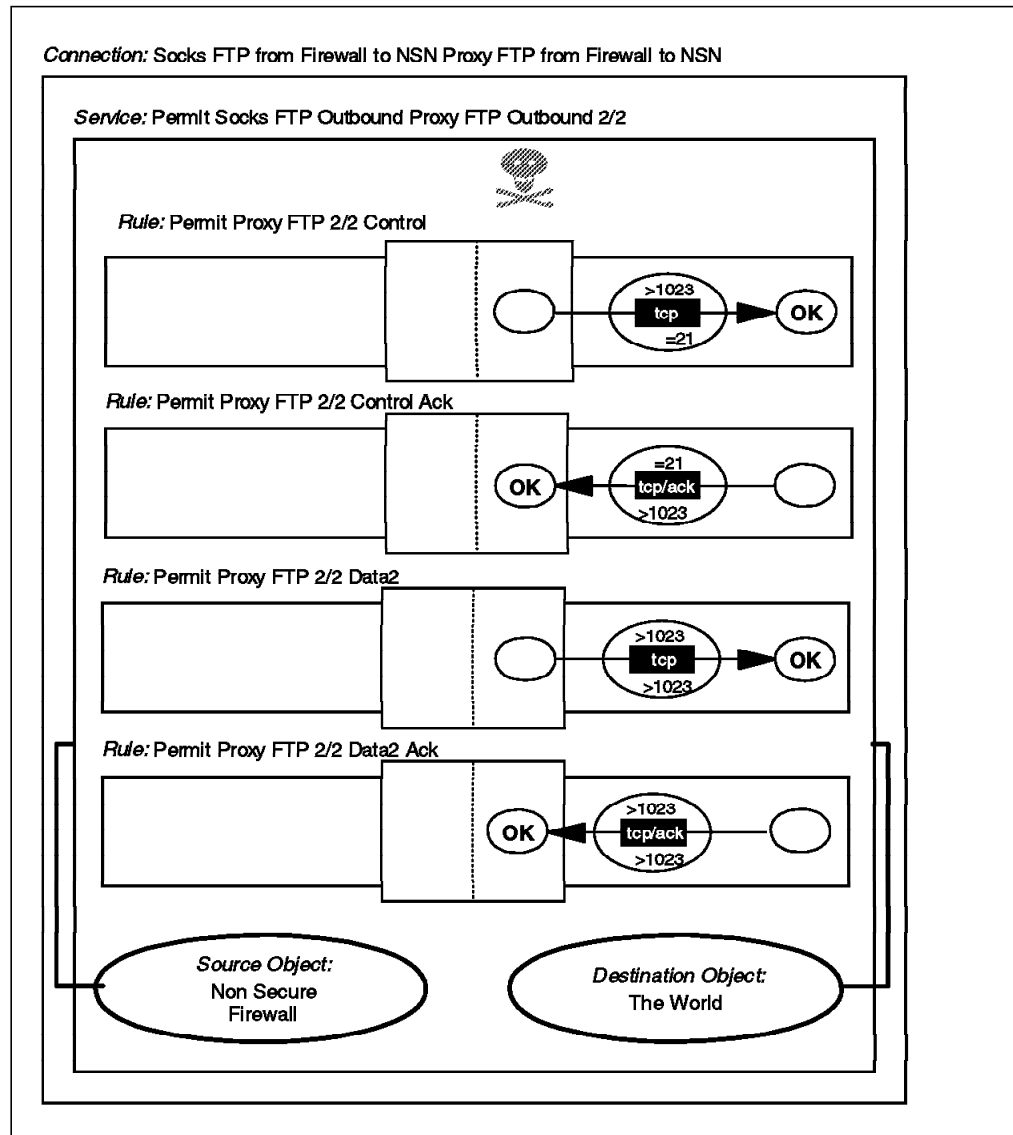 Connection: Socks FTP from Firewall to NSN Proxy FTP from Firewall to NSN
Service: Permit Socks FTP Outbound Proxy FTP Outbound 2/2
Rule: Permit Proxy FTP 2/2 Control
>1023
tcp
=21
OK
Rule: Permit Proxy FTP 2/2 Control Ack
OK
=21
tcp/ack
>1023
Rule: Permit Proxy FTP 2/2 Data2
>1023
tcp
>1023
OK
Rule: Permit Proxy FTP 2/2 Data2 Ack
OK
>1023
tcp/ack
>1023
Source Object:
Non Secure
Firewall
Destination Object:
The World